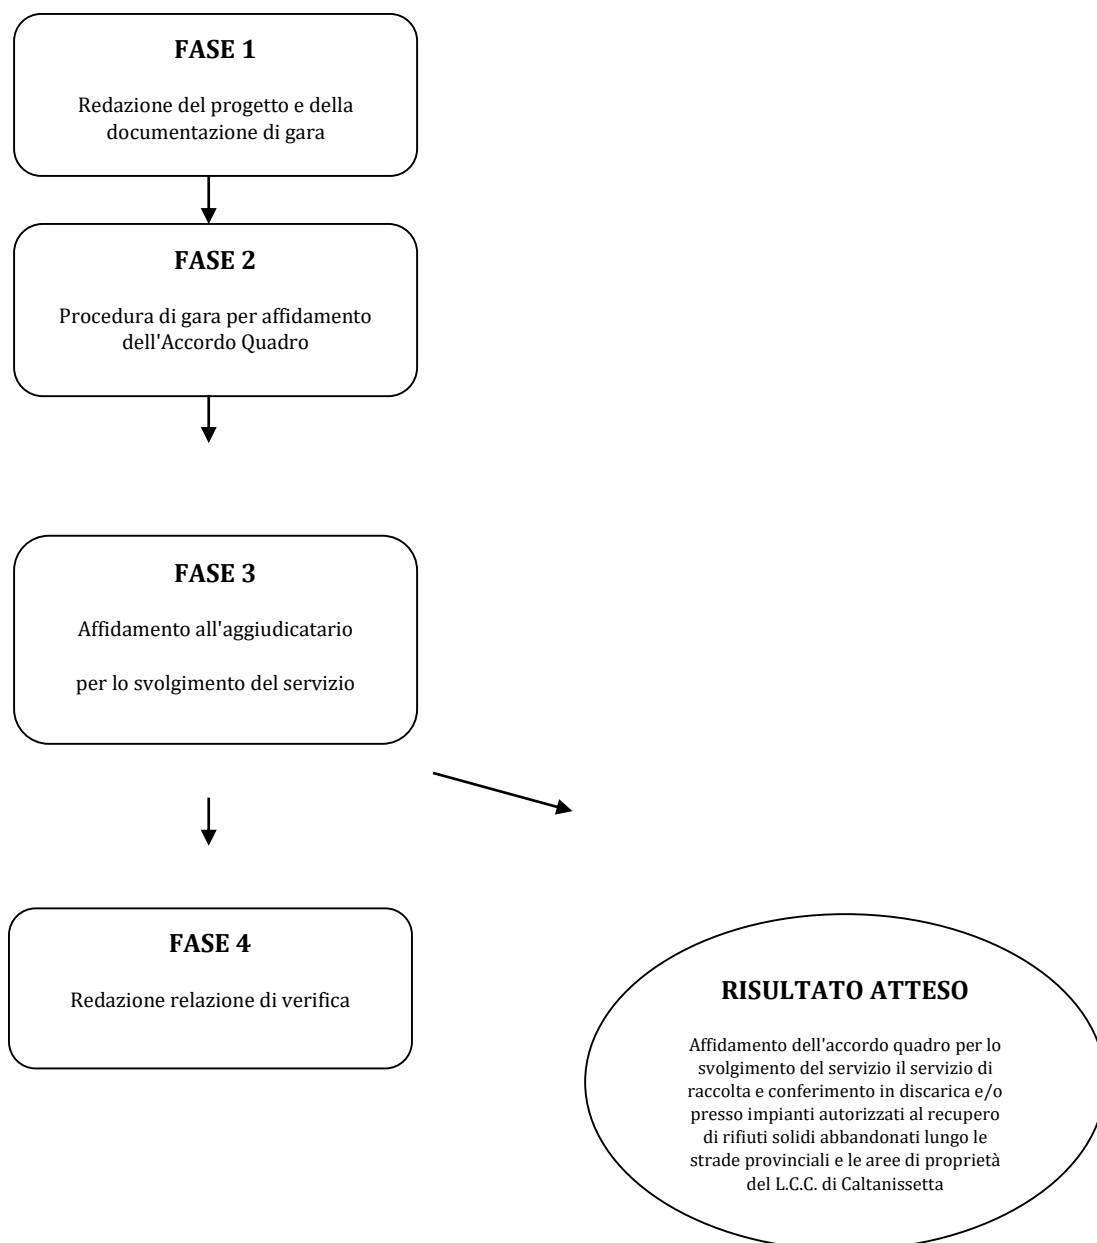 FASE 1
Redazione del progetto e della
documentazione di gara
FASE 2
Procedura di gara per affidamento
dell'Accordo Quadro
FASE 3
Affidamento all'aggiudicatario
per lo svolgimento del servizio
FASE 4
Redazione relazione di verifica
RISULTATO ATTESO
Affidamento dell'accordo quadro per lo
svolgimento del servizio il servizio di
raccolta e conferimento in discarica e/o
presso impianti autorizzati al recupero
di rifiuti solidi abbandonati lungo le
strade provinciali e le aree di proprietà
del L.C.C. di Caltanissetta